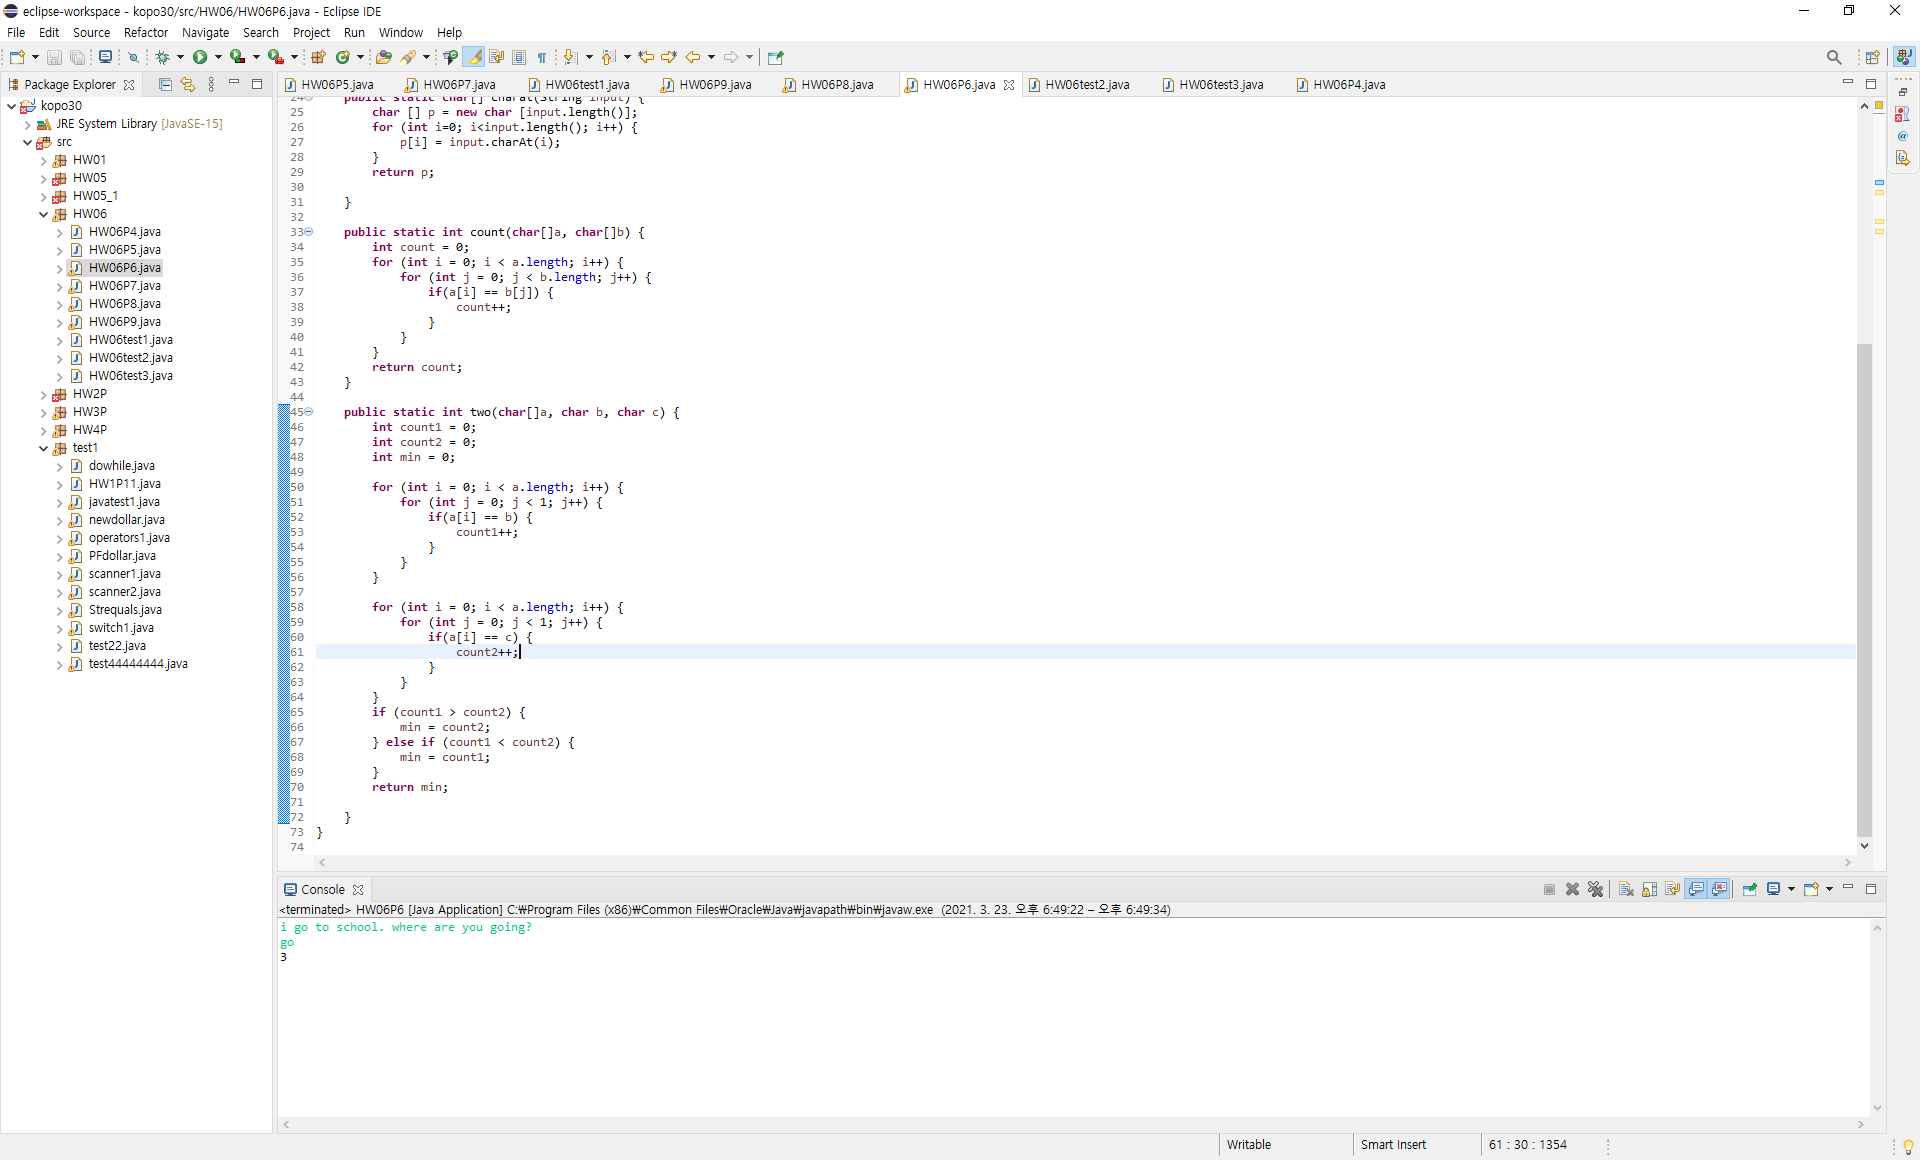 eclipse-workspace - kopo30/src/HW06/HW06P6.java - Eclipse IDE
File Edit Source Refactor Navigate Search Project Run Window Help
Package Explorer
kopo30
JRE System Library [JavaSE-15]
src
HW01
HW05
HW05_1
HW06
HW06P4.java
HW06P5.java
HW06P6.java
HW06P7.java
HW06P8.java
HW06P9.java
HW06test1.java
HW06test2.java
HW06test3.java
HW2P
HW3P
HW4P
test1
dowhile.java
HW1P11.java
javatest1.java
newdollar.java
operators1.java
PFdollar.java
scanner1.java
scanner2.java
Strequals.java
switch1.java
test22.java
test44444444.java
HW06P5.java HW06P7.java HW06test1.java HW06P9.java HW06P8.java HW06P6.java HW06test2.java HW06test3.java HW06P4.java
24 public static char[] charAt(String input) {
25 char [] p = new char [input.length()];
26 for (int i=0; i<input.length(); i++) {
27 p[i] = input.charAt(i);
28 }
29 return p;
30
31 }
32
33 public static int count(char[]a, char[]b) {
34 int count = 0;
35 for (int i = 0; i < a.length; i++) {
36 for (int j = 0; j < b.length; j++) {
37 if(a[i] == b[j]) {
38 count++;
39 }
40 }
41 }
42 return count;
43 }
44
45 public static int two(char[]a, char b, char c) {
46 int count1 = 0;
47 int count2 = 0;
48 int min = 0;
49
50 for (int i = 0; i < a.length; i++) {
51 for (int j = 0; j < 1; j++) {
52 if(a[i] == b) {
53 count1++;
54 }
55 }
56 }
57
58 for (int i = 0; i < a.length; i++) {
59 for (int j = 0; j < 1; j++) {
60 if(a[i] == c) {
61 count2++;
62 }
63 }
64 }
65 if (count1 > count2) {
66 min = count2;
67 } else if (count1 < count2) {
68 min = count1;
69 }
70 return min;
71
72 }
73 }
74
Console
<terminated> HW06P6 [Java Application] C:₩Program Files (x86)₩Common Files₩Oracle₩Java₩javapath₩bin₩javaw.exe (2021. 3. 23. 오후 6:49:22 – 오후 6:49:34)
i go to school. where are you going?
go
3
Writable Smart Insert 61 : 30 : 1354